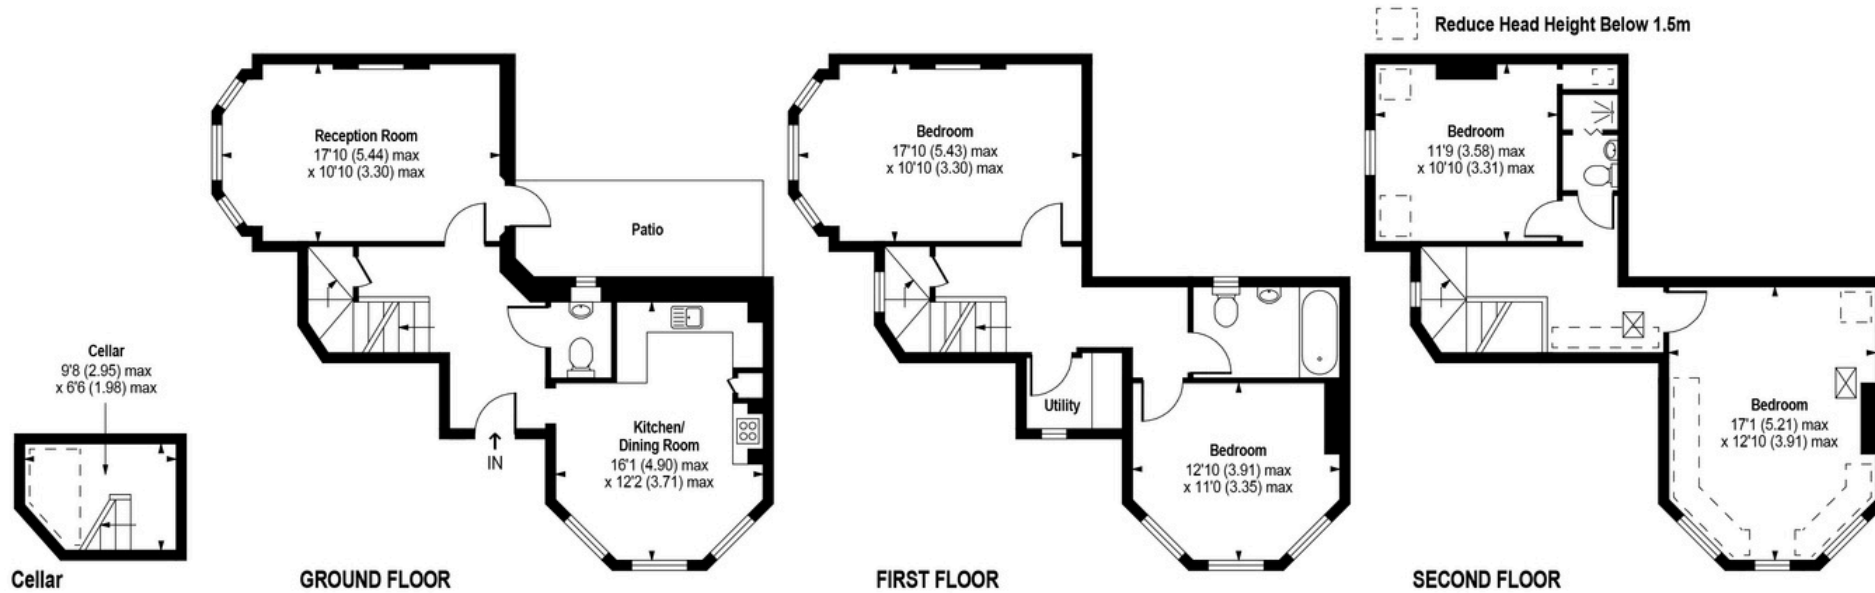 Reduce Head Height Below 1.5m
Cellar
9'8 (2.95) max
x 6'6 (1.98) max
Cellar
Reception Room
17'10 (5.44) max
x 10'10 (3.30) max
Patio
Kitchen/
Dining Room
16'1 (4.90) max
x 12'2 (3.71) max
IN
GROUND FLOOR
Bedroom
17'10 (5.43) max
x 10'10 (3.30) max
Utility
Bedroom
12'10 (3.91) max
x 11'0 (3.35) max
FIRST FLOOR
Bedroom
11'9 (3.58) max
x 10'10 (3.31) max
Bedroom
17'1 (5.21) max
x 12'10 (3.91) max
SECOND FLOOR